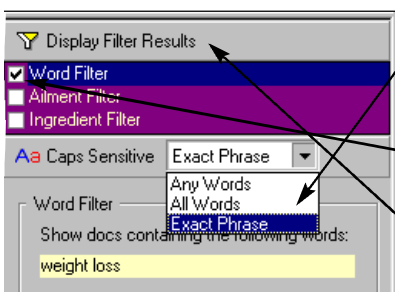 Display Filter Results
Word Filter
Ailment Filter
Ingredient Filter
Aa Caps Sensitive Exact Phrase
Any Words
All Words
Exact Phrase
Word Filter
Show docs containing the following words:
weight loss